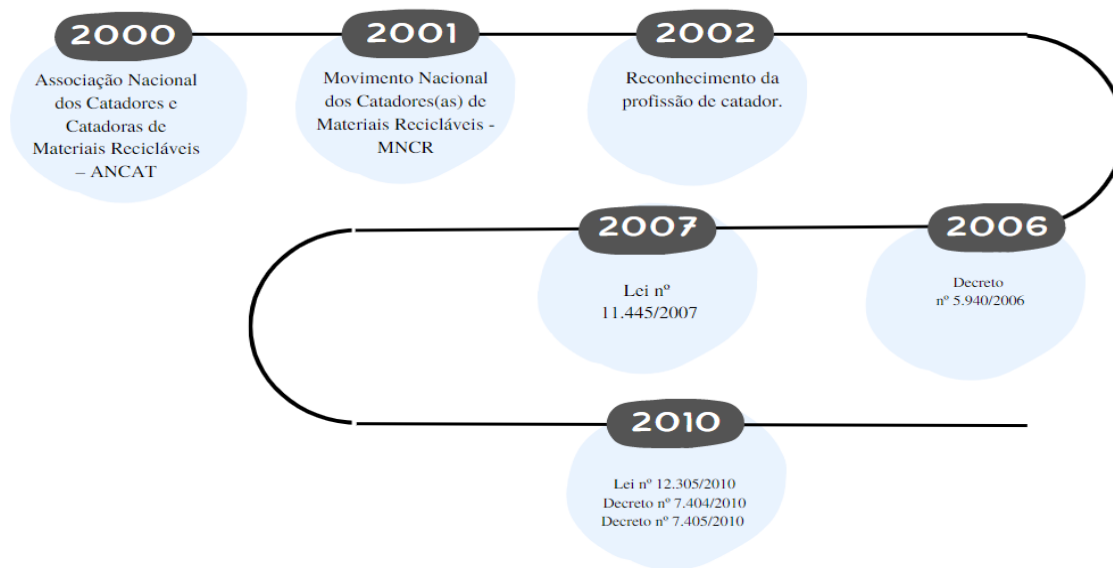 2000
Associação Nacional
dos Catadores e
Catadoras de
Materiais Recicláveis
– ANCAT
2001
Movimento Nacional
dos Catadores(as) de
Materiais Recicláveis -
MNCR
2002
Reconhecimento da
profissão de catador.
2006
Decreto
nº 5.940/2006
2007
Lei nº
11.445/2007
2010
Lei nº 12.305/2010
Decreto nº 7.404/2010
Decreto nº 7.405/2010